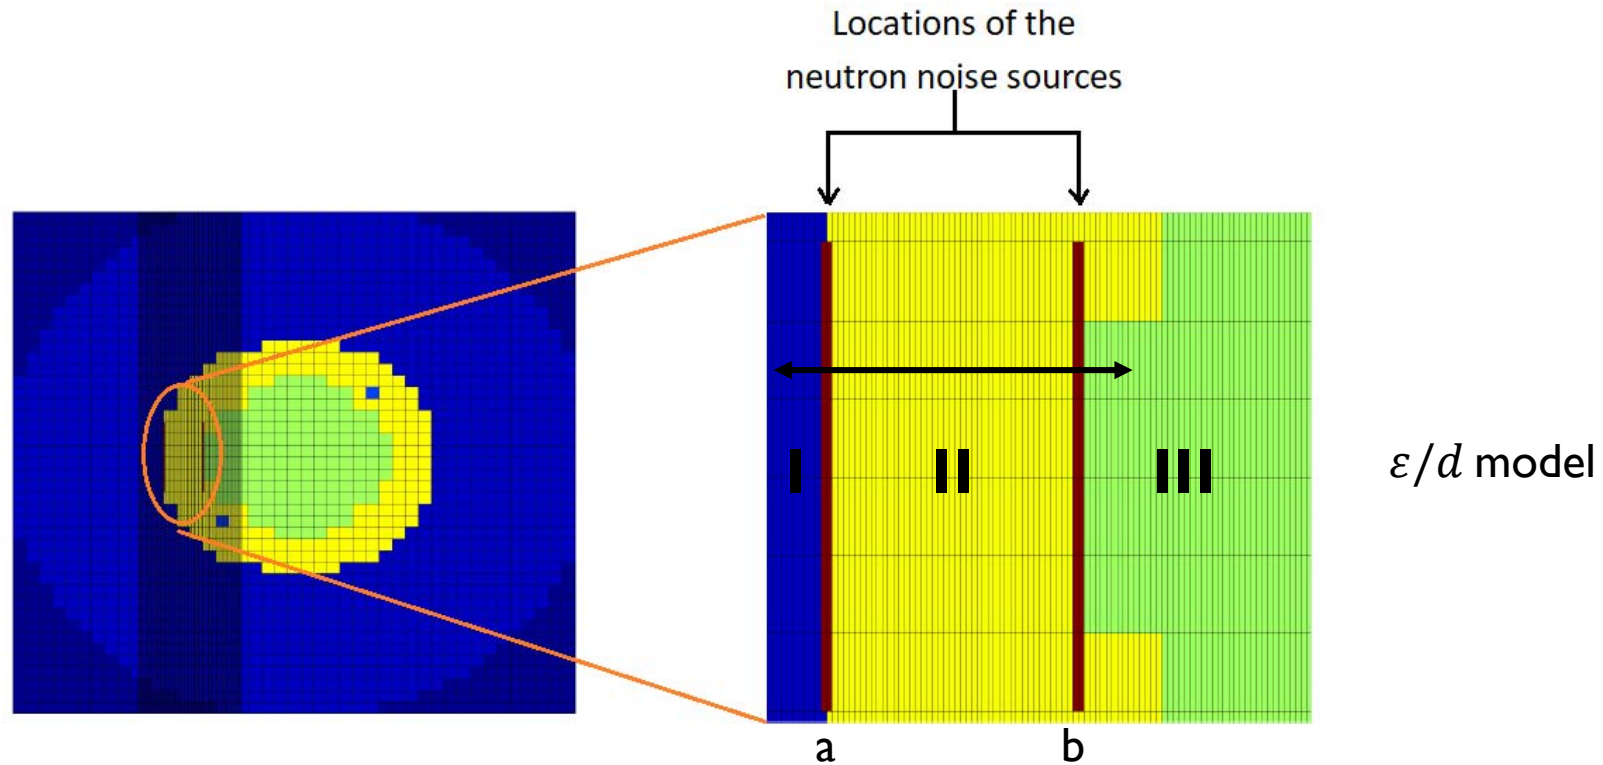 Locations of the
neutron noise sources
I
II
III
ε/d model
a
b